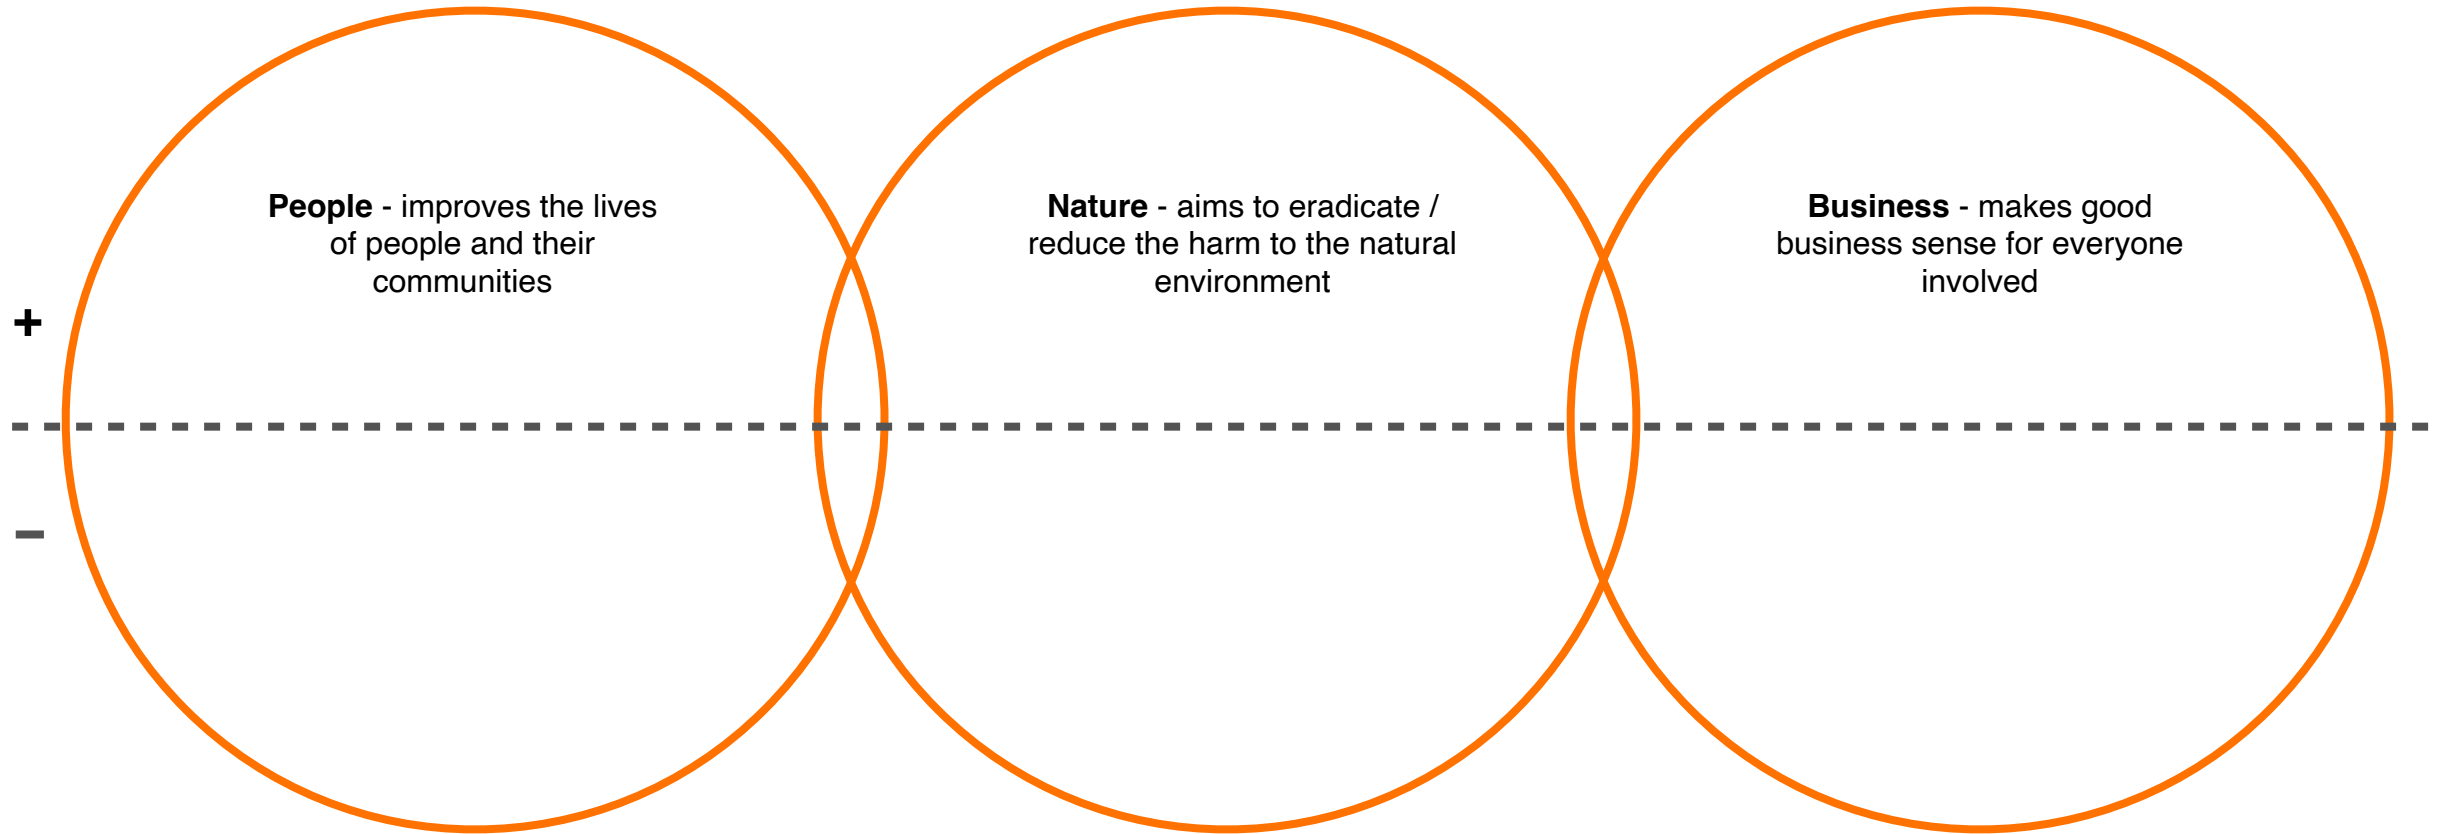 People - improves the lives
of people and their
communities
Nature - aims to eradicate /
reduce the harm to the natural
environment
Business - makes good
business sense for everyone
involved
+
–